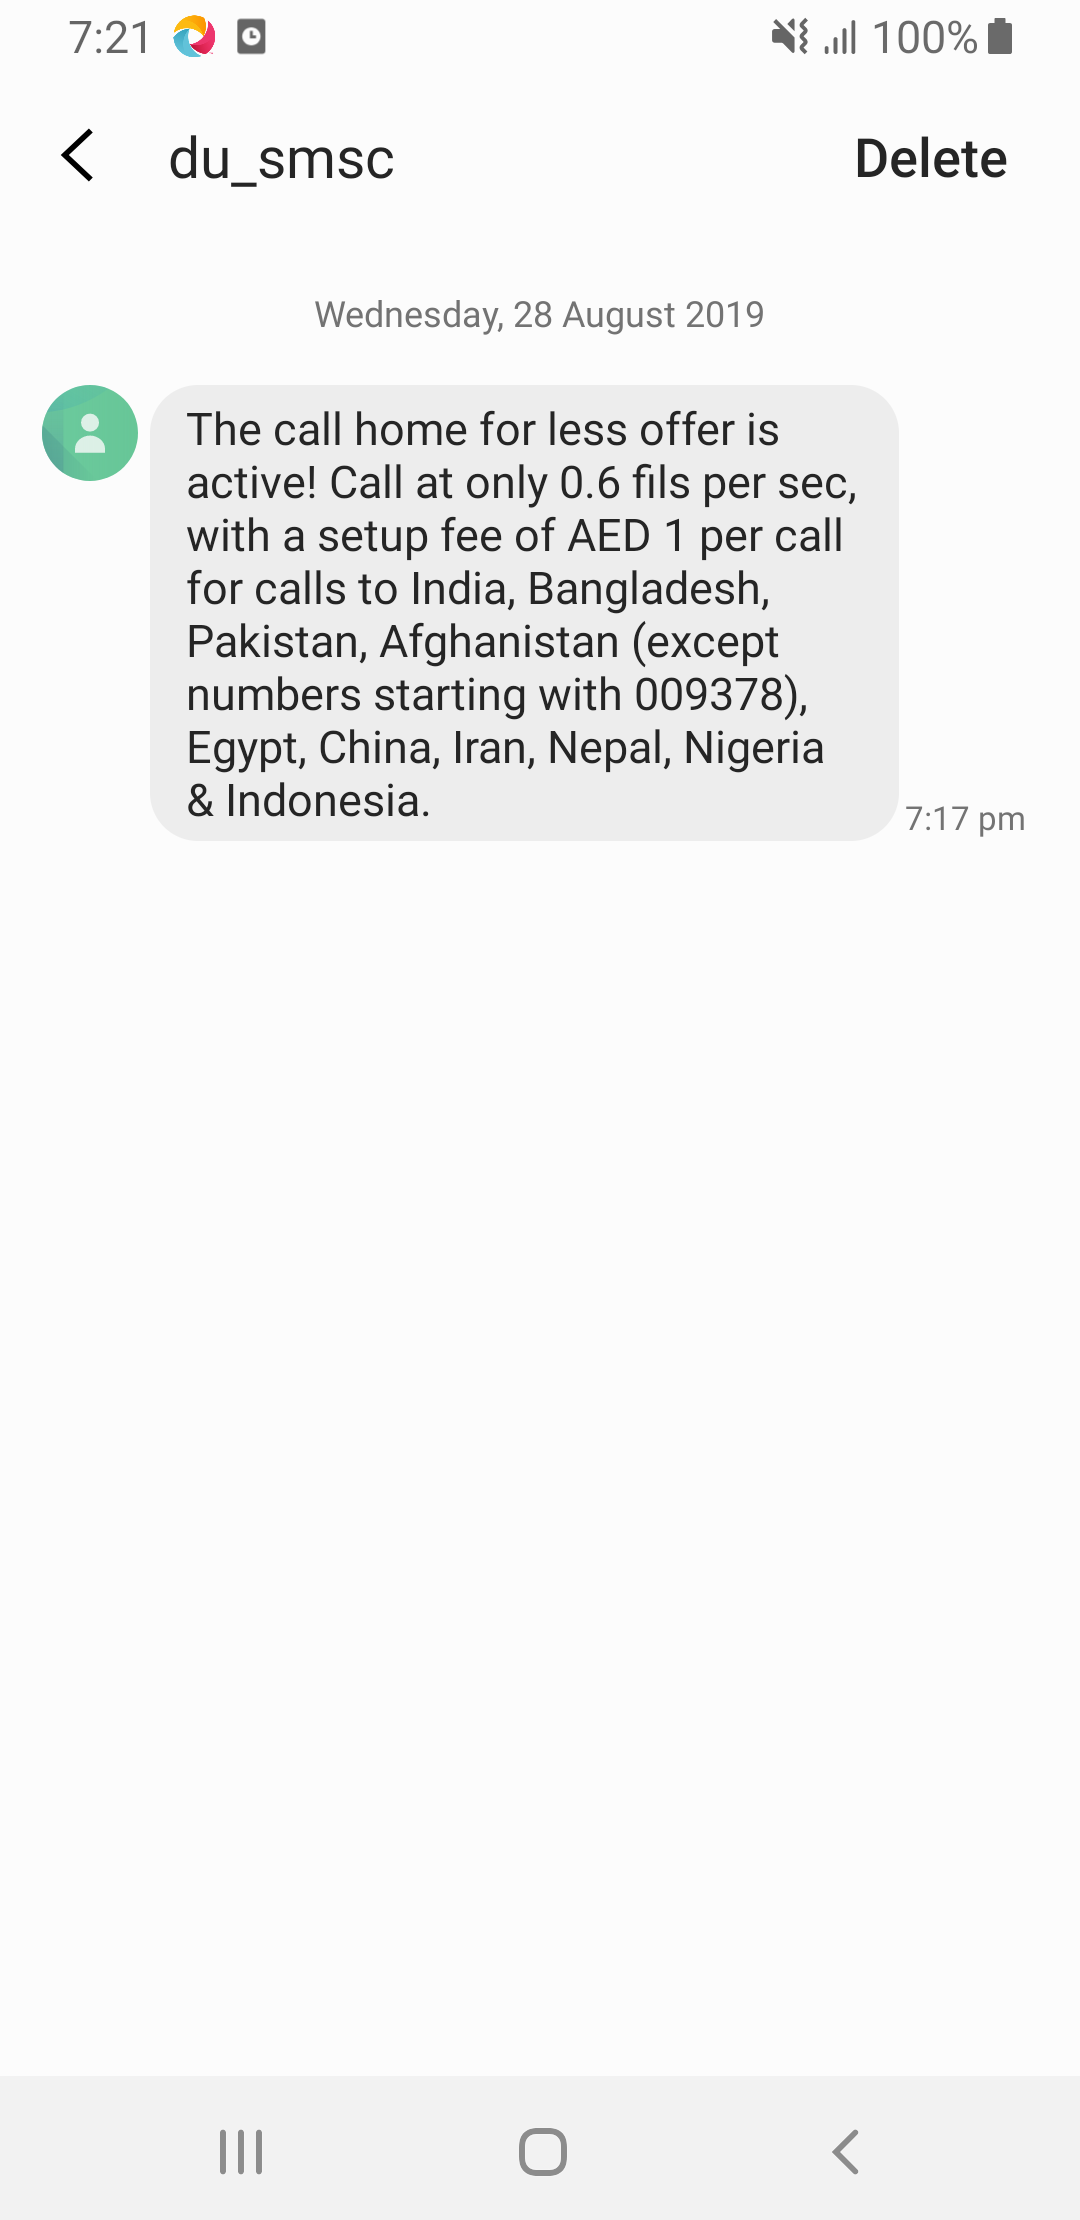 7:21
100%
du_smsc
Delete
Wednesday, 28 August 2019
The call home for less offer is
active! Call at only 0.6 fils per sec,
with a setup fee of AED 1 per call
for calls to India, Bangladesh,
Pakistan, Afghanistan (except
numbers starting with 009378),
Egypt, China, Iran, Nepal, Nigeria
& Indonesia.
7:17 pm